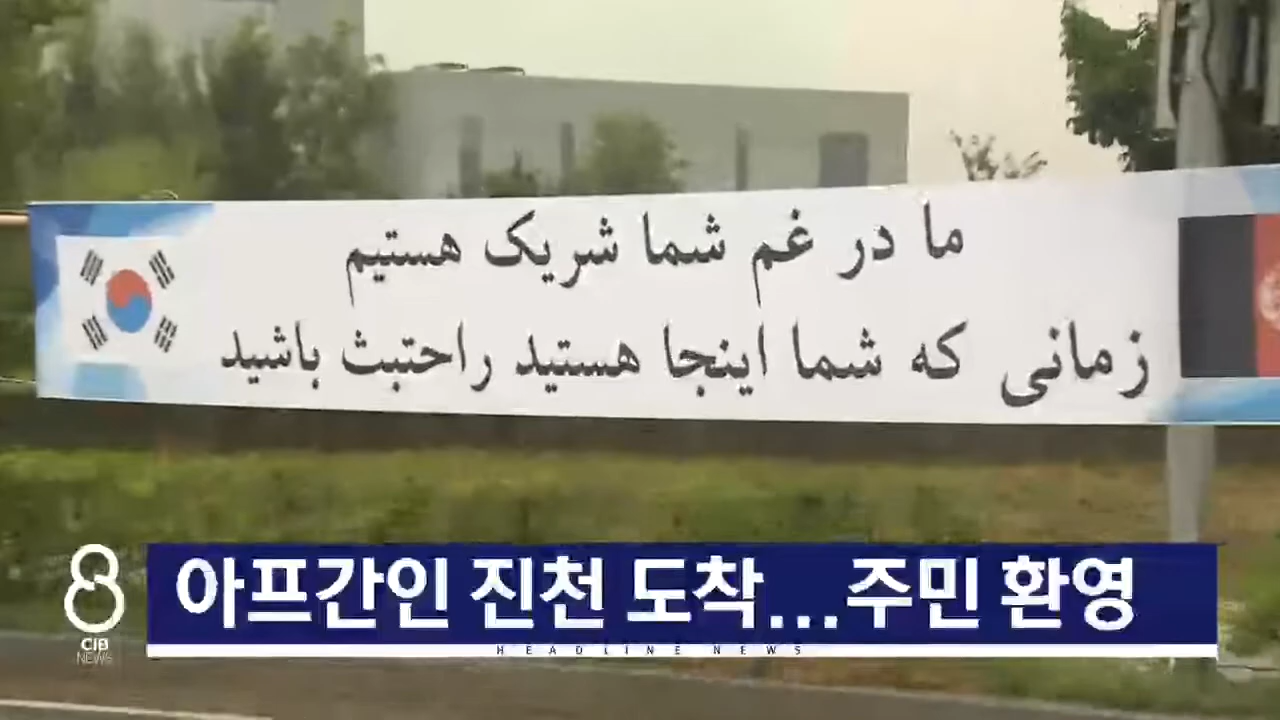 ما در غم شما شریک هستیم
زمانی که شما اینجا هستید راحتبث باشید
아프간인 진천 도착...주민 환영
HEADLINE NEWS
8
CJB
NEWS